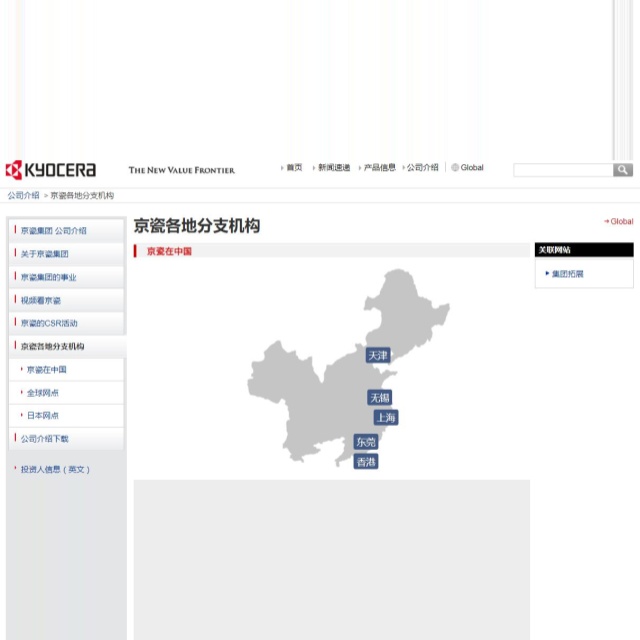 KYOCERA
THE NEW VALUE FRONTIER
首页 新闻速递 产品信息 公司介绍 Global
公司介绍 > 京瓷各地分支机构
京瓷集团 公司介绍
关于京瓷集团
京瓷集团的事业
视频看京瓷
京瓷的CSR活动
京瓷各地分支机构
京瓷在中国
全球网点
日本网点
公司介绍下载
投资人信息（英文）
京瓷各地分支机构
京瓷在中国
天津
无锡
上海
东莞
香港
Global
关联网站
集团拓展